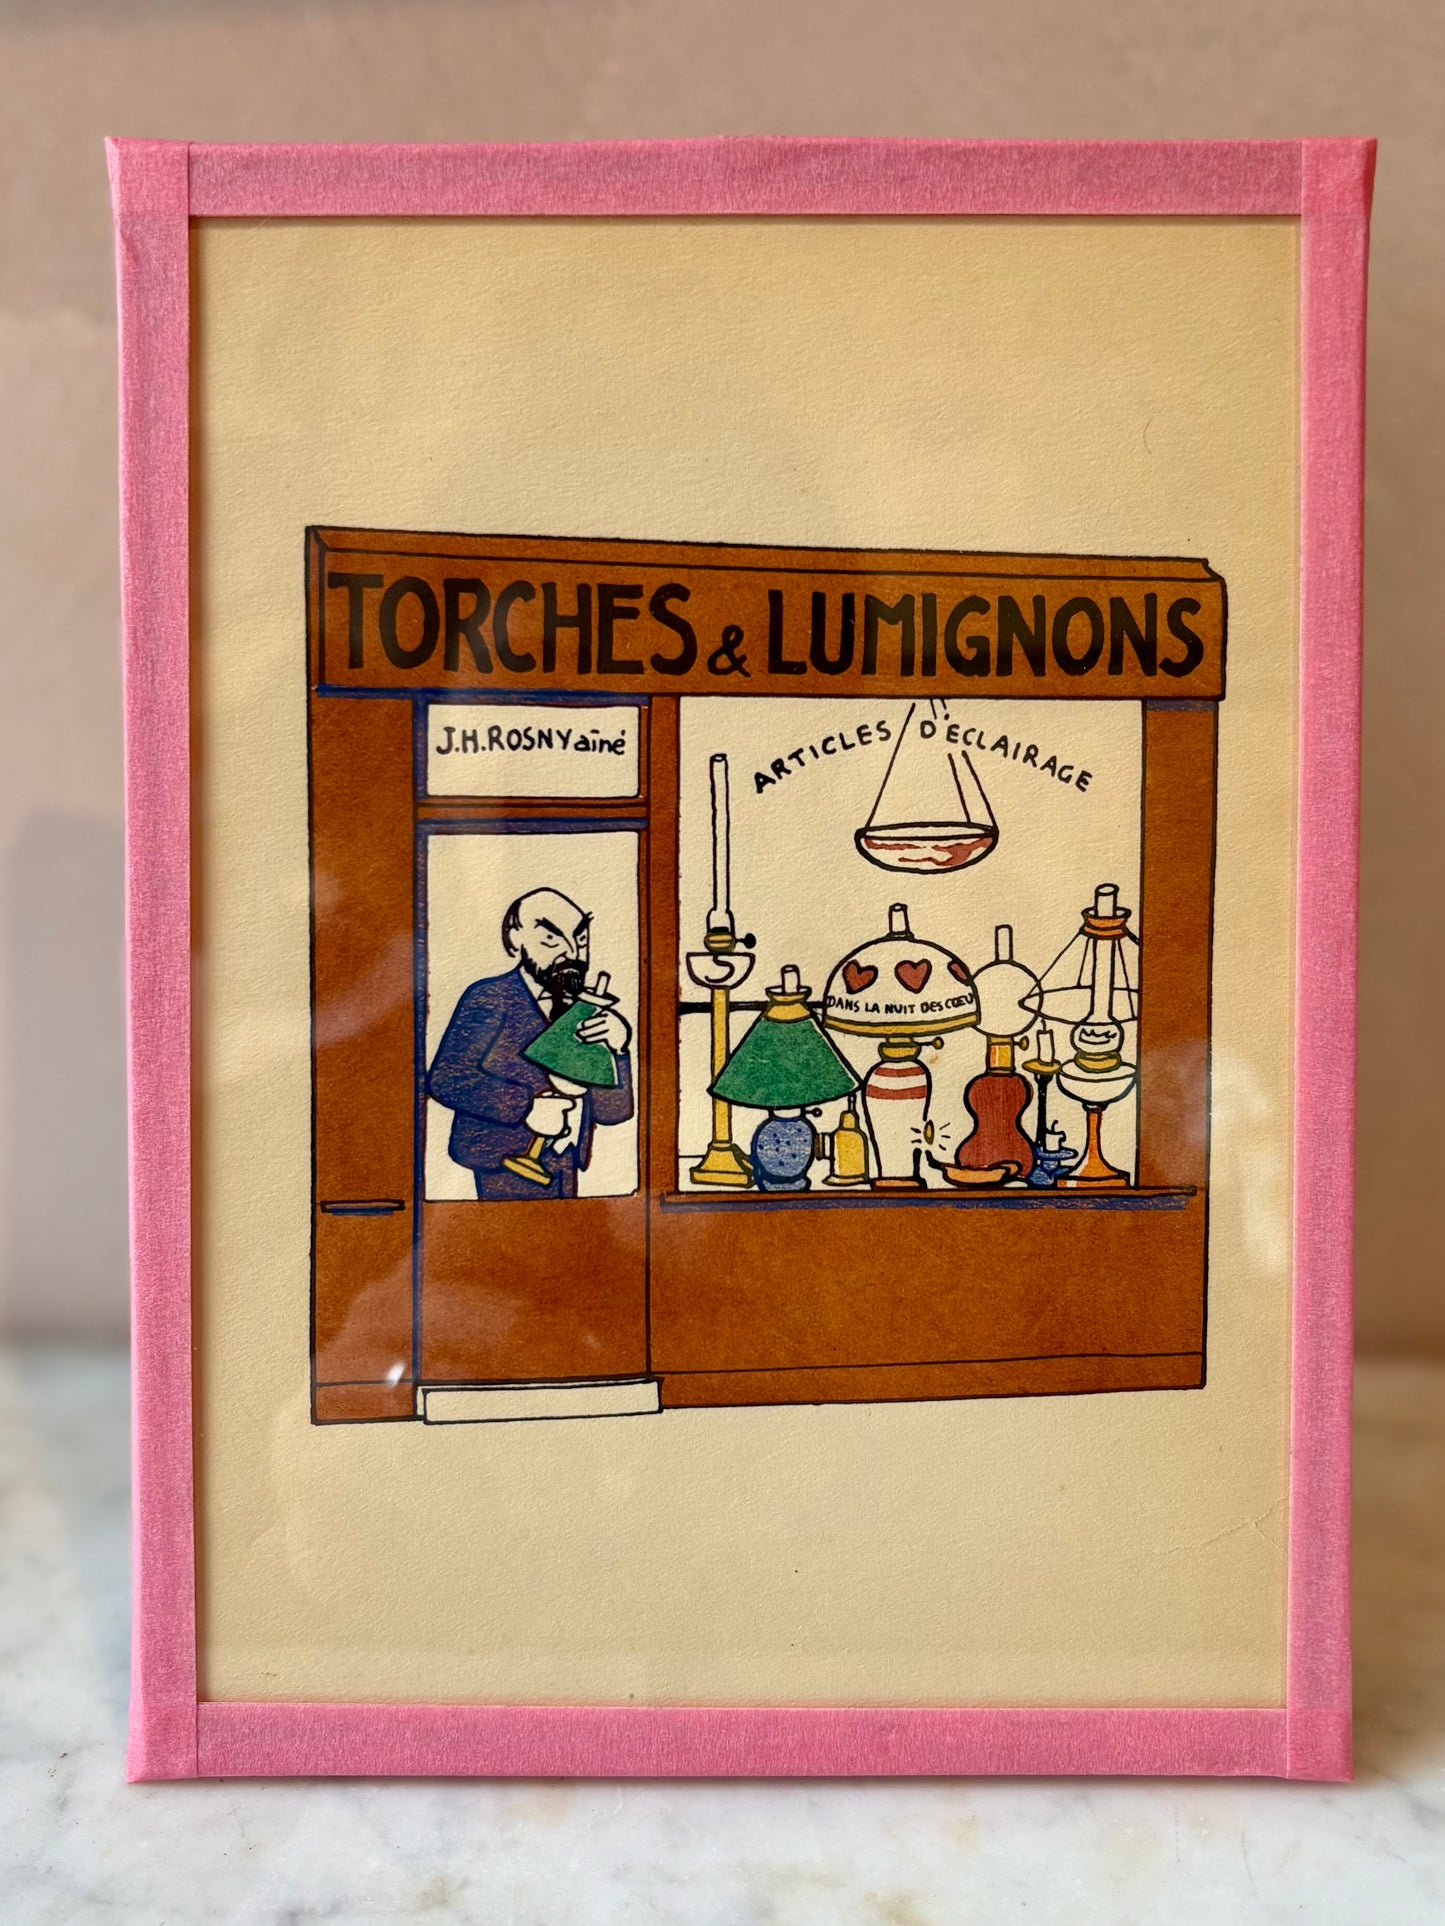 TORCHES & LUMIGNONS
J.H.ROSNY aîné
ARTICLES D'ECLAIRAGE
DANS LA NUIT DES CŒU